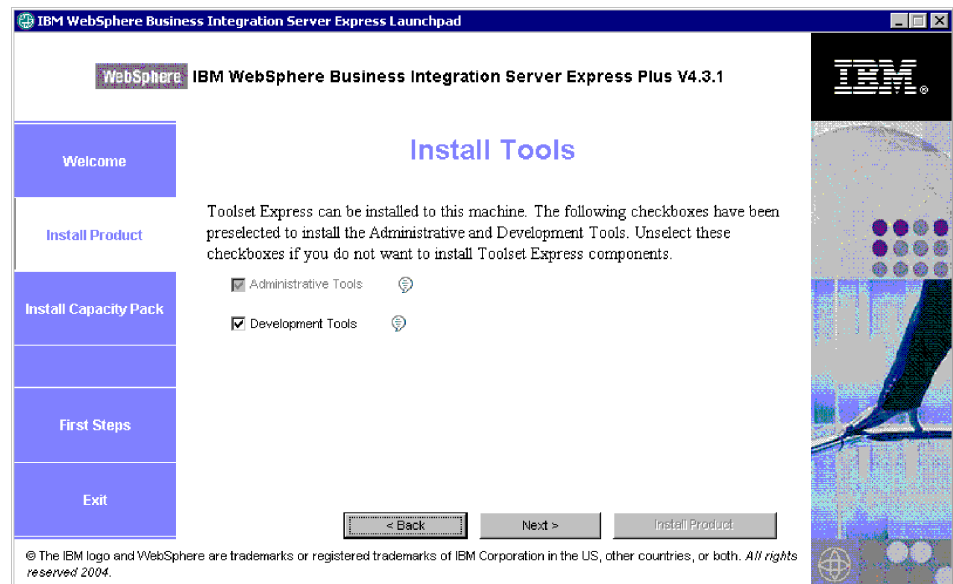 IBM WebSphere Business Integration Server Express Launchpad
WebSphere IBM WebSphere Business Integration Server Express Plus V4.3.1
IBM®
Welcome
Install Product
Install Capacity Pack
First Steps
Exit
Install Tools
Toolset Express can be installed to this machine. The following checkboxes have been
preselected to install the Administrative and Development Tools. Unselect these
checkboxes if you do not want to install Toolset Express components.
Administrative Tools
Development Tools
< Back
Next >
Install Product
© The IBM logo and WebSphere are trademarks or registered trademarks of IBM Corporation in the US, other countries, or both. All rights
reserved 2004.